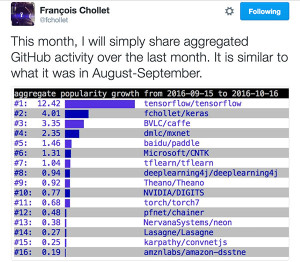 François Chollet
@fchollet
Following
This month, I will simply share aggregated
GitHub activity over the last month. It is similar to
what it was in August-September.
aggregate popularity growth from 2016-09-15 to 2016-10-16
#1: 12.42 tensorflow/tensorflow
#2: 4.01 fchollet/keras
#3: 3.35 BVLC/caffe
#4: 2.35 dmlc/mxnet
#5: 1.46 baidu/paddle
#6: 1.31 Microsoft/CNTK
#7: 1.04 tflearn/tflearn
#8: 0.94 deeplearning4j/deeplearning4j
#9: 0.92 Theano/Theano
#10: 0.77 NVIDIA/DIGITS
#11: 0.68 torch/torch7
#12: 0.48 pfnet/chainer
#13: 0.38 NervanaSystems/neon
#14: 0.27 Lasagne/Lasagne
#15: 0.25 karpathy/convnetjs
#16: 0.19 amznlabs/amazon-dsstne